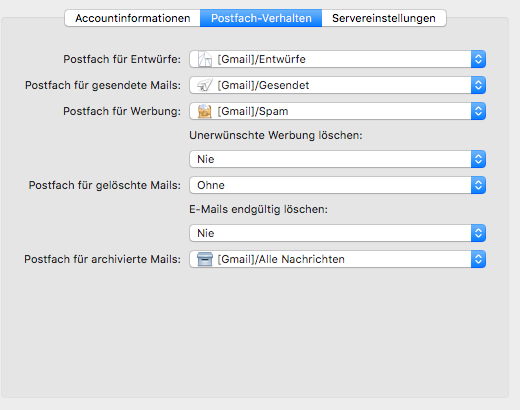 Accountinformationen Postfach-Verhalten Servereinstellungen
Postfach für Entwürfe: [Gmail]/Entwürfe
Postfach für gesendete Mails: [Gmail]/Gesendet
Postfach für Werbung: [Gmail]/Spam
Unerwünschte Werbung löschen:
Nie
Postfach für gelöschte Mails: Ohne
E-Mails endgültig löschen:
Nie
Postfach für archivierte Mails: [Gmail]/Alle Nachrichten